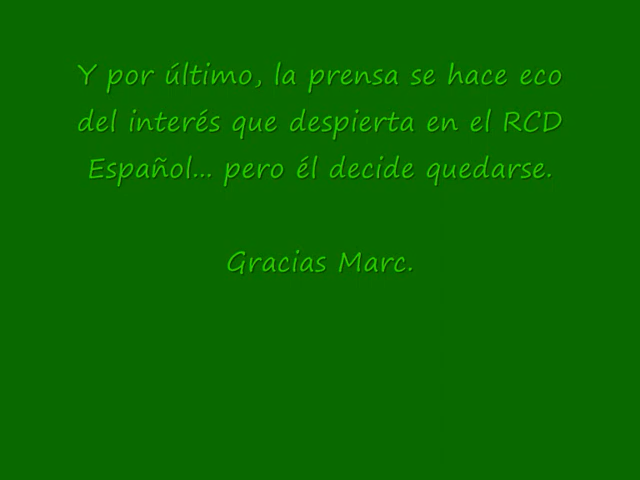 Y por último, la prensa se hace eco
del interés que despierta en el RCD
Español... pero él decide quedarse.
Gracias Marc.